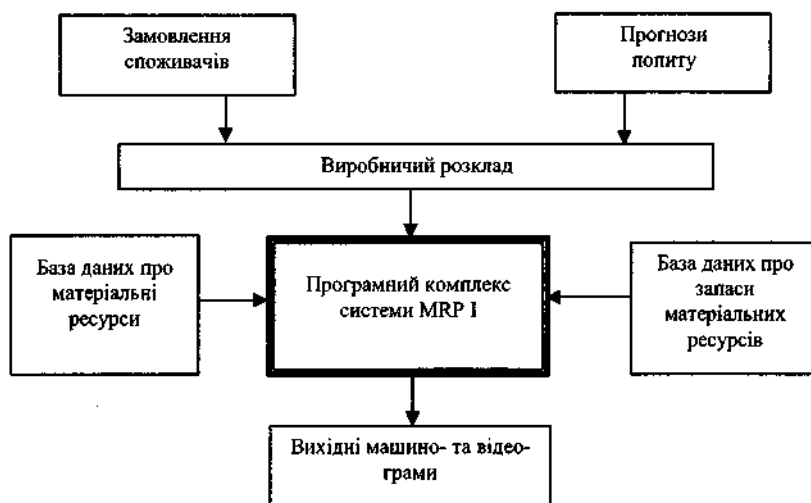 Замовлення
споживачів
Прогнози
попиту
Виробничий розклад
База даних про
матеріальні
ресурси
Програмний комплекс
системи MRP I
База даних про
запаси
матеріальних
ресурсів
Вихідні машино- та відео-
грами